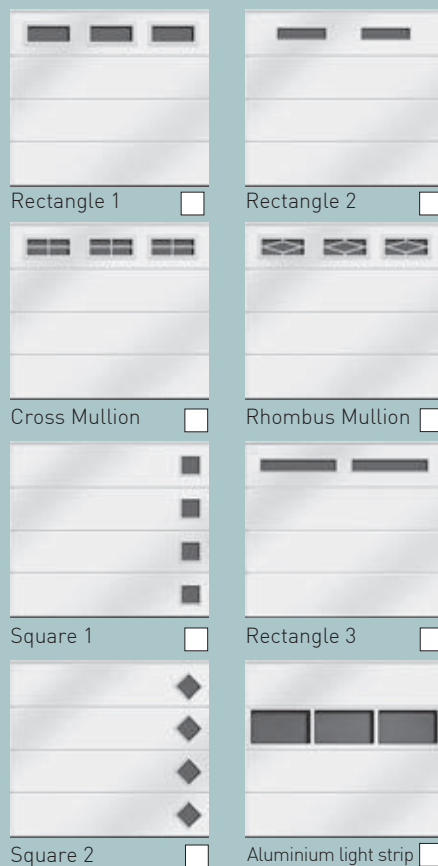 Rectangle 1
Rectangle 2
Cross Mullion
Rhombus Mullion
Square 1
Rectangle 3
Square 2
Aluminium light strip